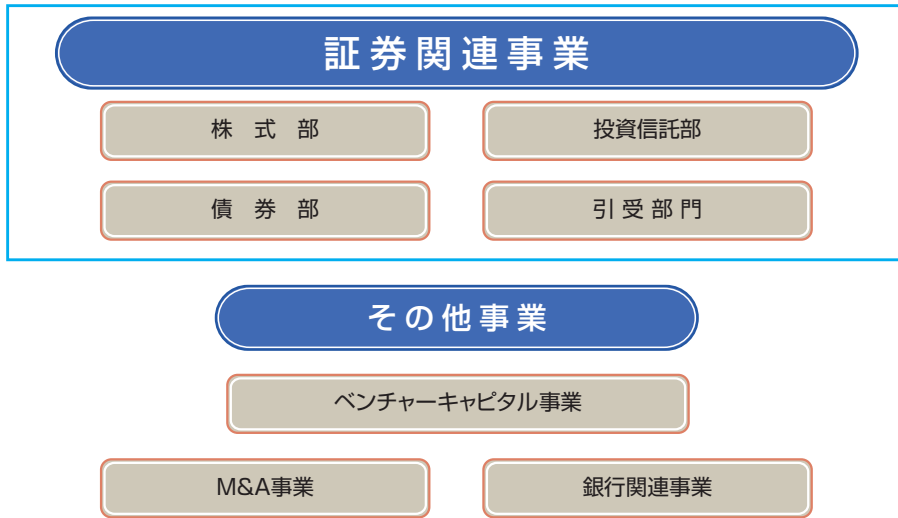 証券関連事業
株式部
投資信託部
債券部
引受部門
その他事業
ベンチャーキャピタル事業
M&A事業
銀行関連事業